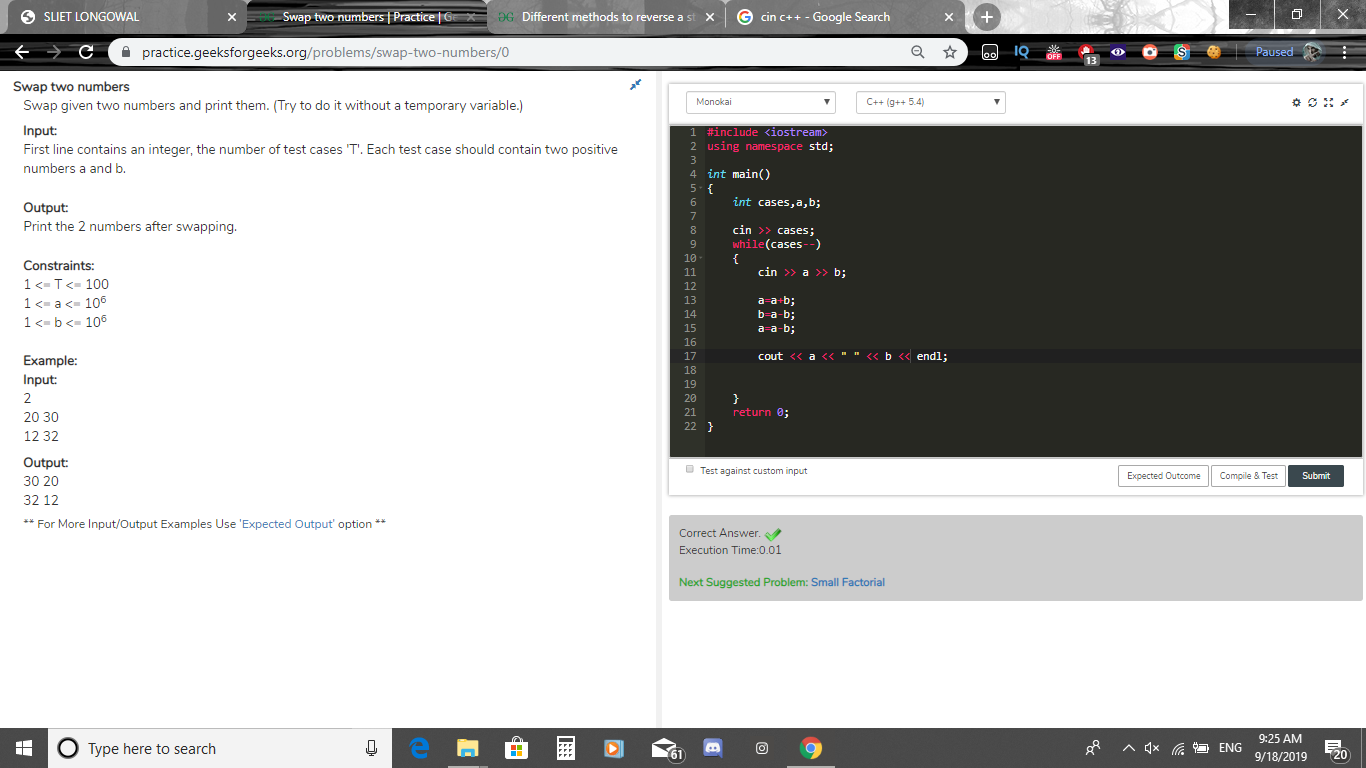 SLIET LONGOWAL
Swap two numbers | Practice | G
Different methods to reverse a s
cin c++ - Google Search
practice.geeksforgeeks.org/problems/swap-two-numbers/0
IQ
OFF
13
S
Paused
Swap two numbers
Swap given two numbers and print them. (Try to do it without a temporary variable.)
Input:
First line contains an integer, the number of test cases 'T'. Each test case should contain two positive
numbers a and b.
Output:
Print the 2 numbers after swapping.
Constraints:
1 <= T <= 100
1 <= a <= 10⁶
1 <= b <= 10⁶
Example:
Input:
2
20 30
12 32
Output:
30 20
32 12
** For More Input/Output Examples Use 'Expected Output' option **
Monokai
C++ (g++ 5.4)
1 #include <iostream>
2 using namespace std;
3
4 int main()
5 {
6 int cases,a,b;
7
8 cin >> cases;
9 while(cases--)
10 {
11 cin >> a >> b;
12
13 a=a+b;
14 b=a-b;
15 a=a-b;
16
17 cout << a << " " << b << endl;
18
19
20 }
21 return 0;
22 }
Test against custom input
Expected Outcome
Compile & Test
Submit
Correct Answer.
Execution Time:0.01
Next Suggested Problem: Small Factorial
Type here to search
61
ENG
9:25 AM
9/18/2019
20